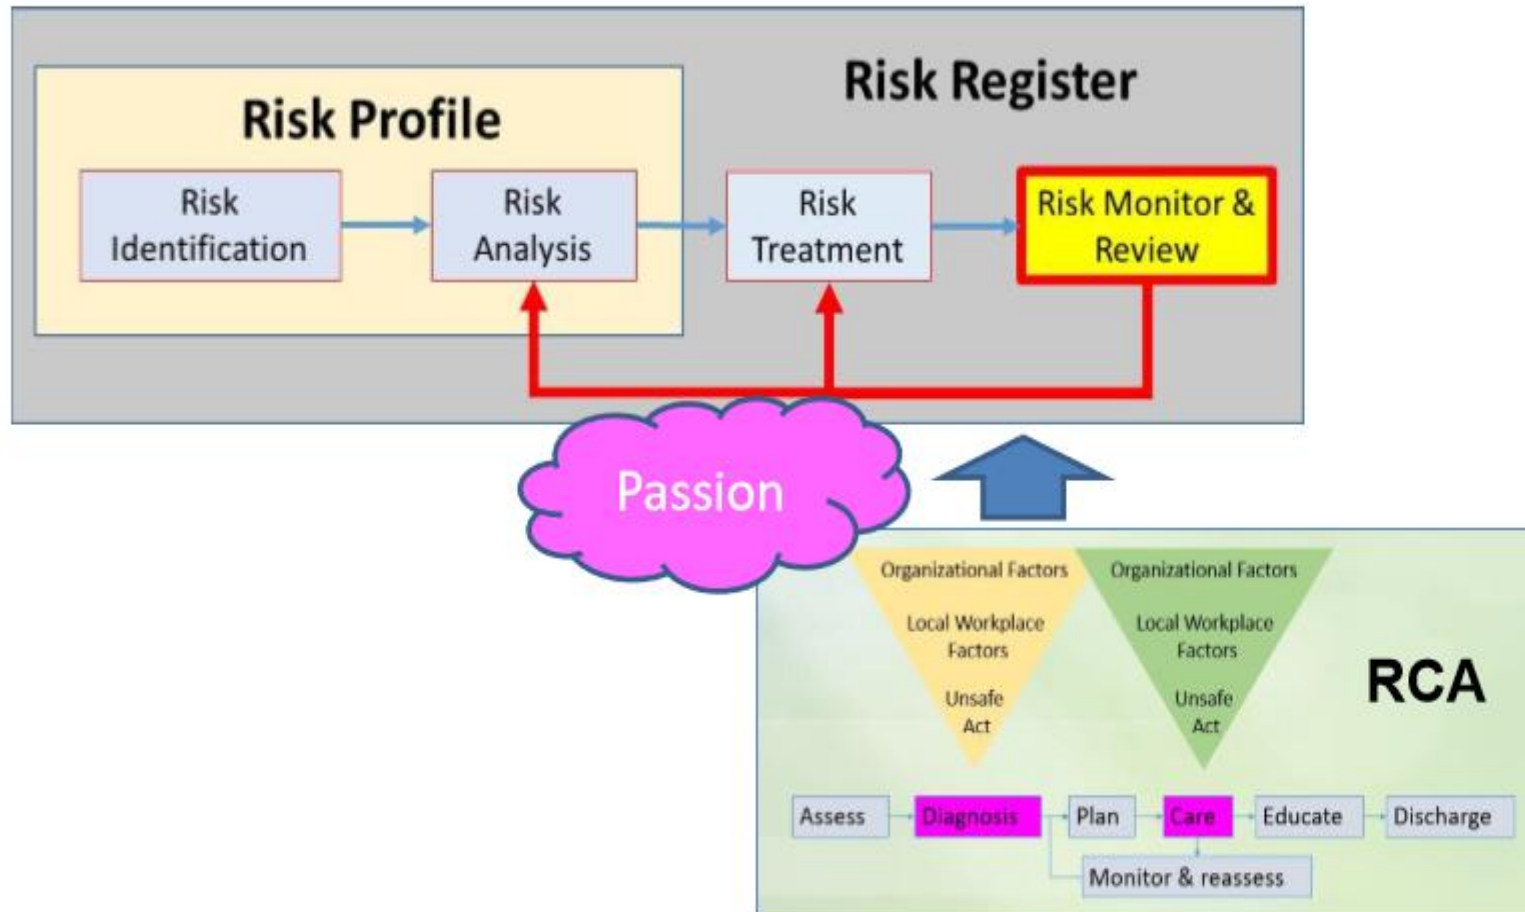 Risk Register
Risk Profile
Risk
Identification
Risk
Analysis
Risk
Treatment
Risk Monitor &
Review
Passion
Organizational Factors
Local Workplace
Factors
Unsafe
Act
Organizational Factors
Local Workplace
Factors
Unsafe
Act
RCA
Assess
Diagnosis
Plan
Care
Educate
Discharge
Monitor & reassess